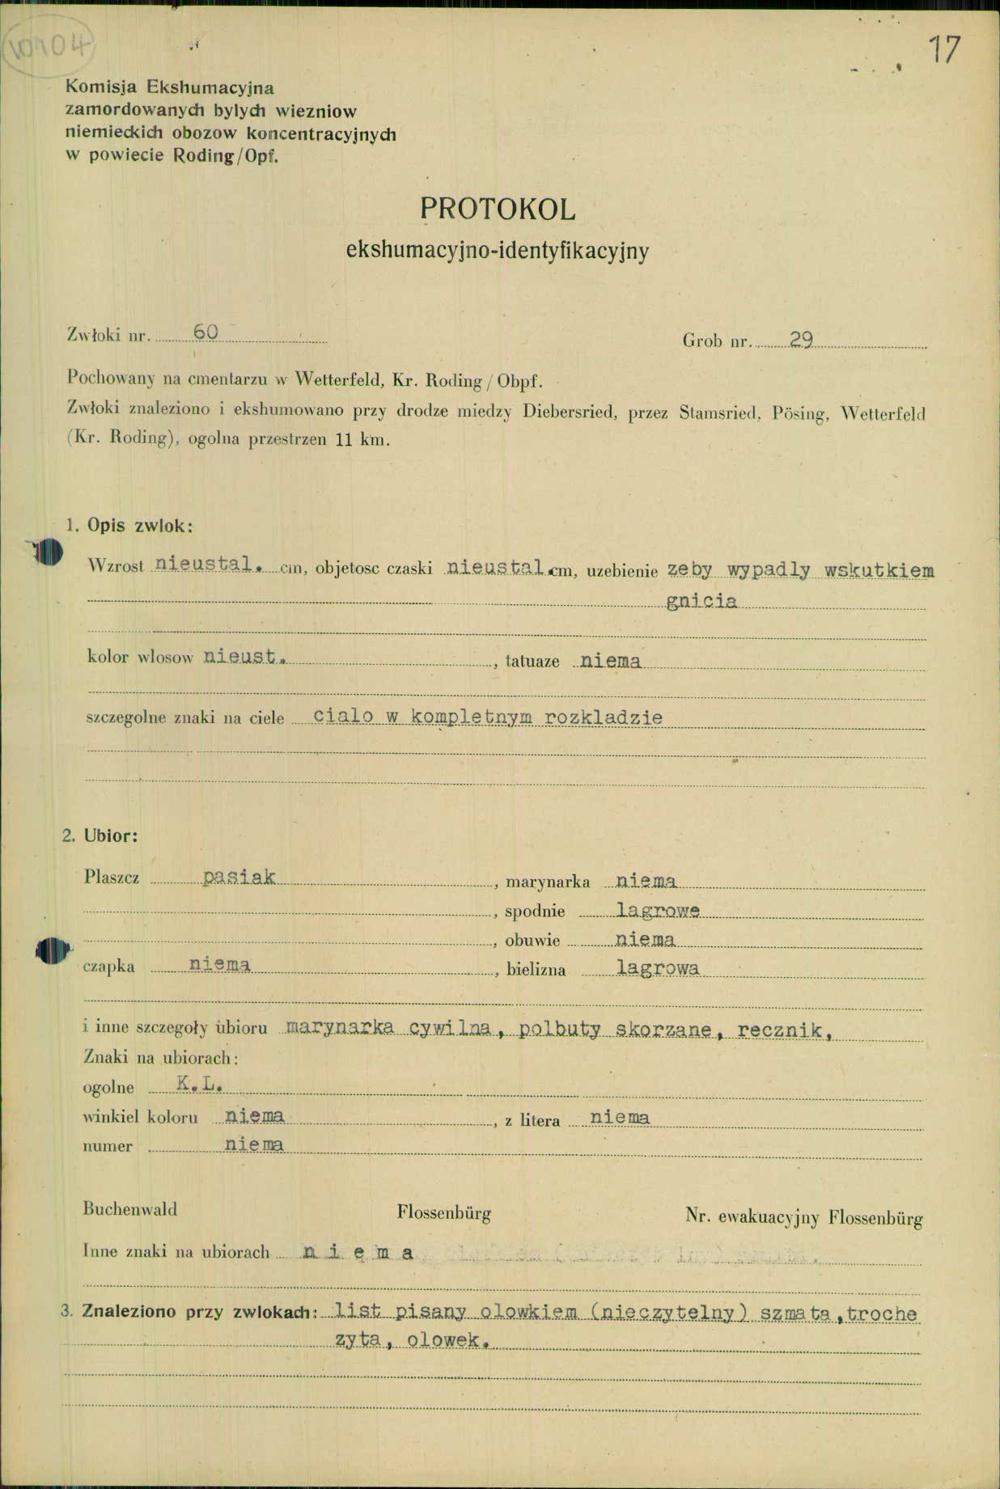 10104
17
Komisja Ekshumacyjna
zamordowanych bylych wiezniow
niemieckich obozow koncentracyjnych
w powiecie Roding/Opf.
PROTOKOL
ekshumacyjno-identyfikacyjny
Zwłoki nr. 60 Grob nr. 29
Pochowany na cmentarzu w Wetterfeld, Kr. Roding / Obpf.
Zwłoki znaleziono i ekshumowano przy drodze miedzy Diebersried, przez Stamsried, Pösing, Wetterfeld
(Kr. Roding), ogolna przestrzen 11 km.
1. Opis zwlok:
Wzrost nieustal. cm, objetosc czaski nieustal. cm, uzebienie zeby wypadly wskutkiem
gnicia
kolor wlosow nieust. , tatuaze niema
szczegolne znaki na ciele cialo w kompletnym rozkladzie
2. Ubior:
Plaszcz pasiak , marynarka niema
, spodnie lagrowe
, obuwie niema
czapka niema , bielizna lagrowa
i inne szczegoły ubioru marynarka cywilna, polbuty skorzane, recznik,
Znaki na ubiorach:
ogolne K.L.
winkiel koloru niema , z litera niema
numer niema
Buchenwald Flossenbürg Nr. ewakuacyjny Flossenbürg
Inne znaki na ubiorach n i e m a
3. Znaleziono przy zwlokach: list pisany olowkiem (nieczytelny) szmata, troche
zyta, olowek.